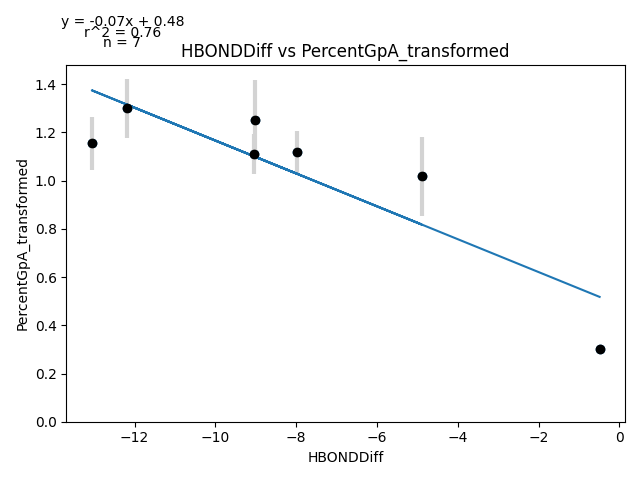 y = -0.07x + 0.48
r^2 = 0.76
n = 7
HBONDDiff vs PercentGpA_transformed
PercentGpA_transformed
1.4
1.2
1.0
0.8
0.6
0.4
0.2
0.0
−12
−10
−8
−6
−4
−2
0
HBONDDiff